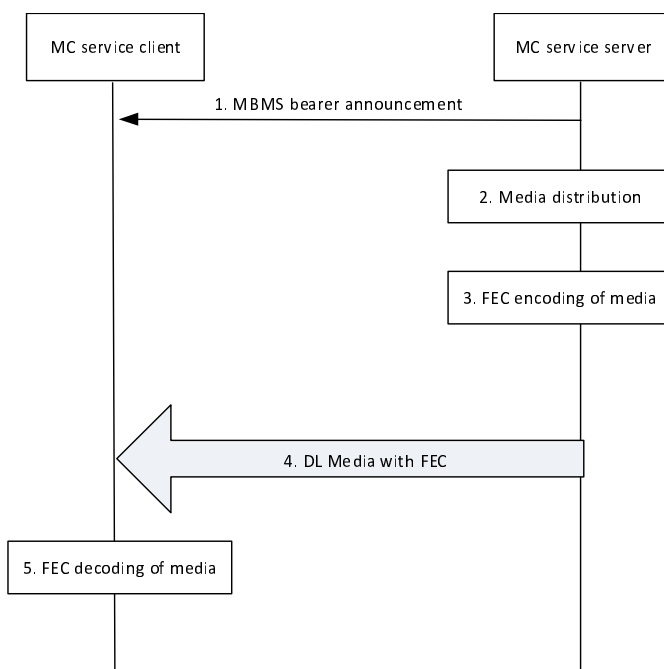 MC service client
MC service server
1. MBMS bearer announcement
2. Media distribution
3. FEC encoding of media
4. DL Media with FEC
5. FEC decoding of media